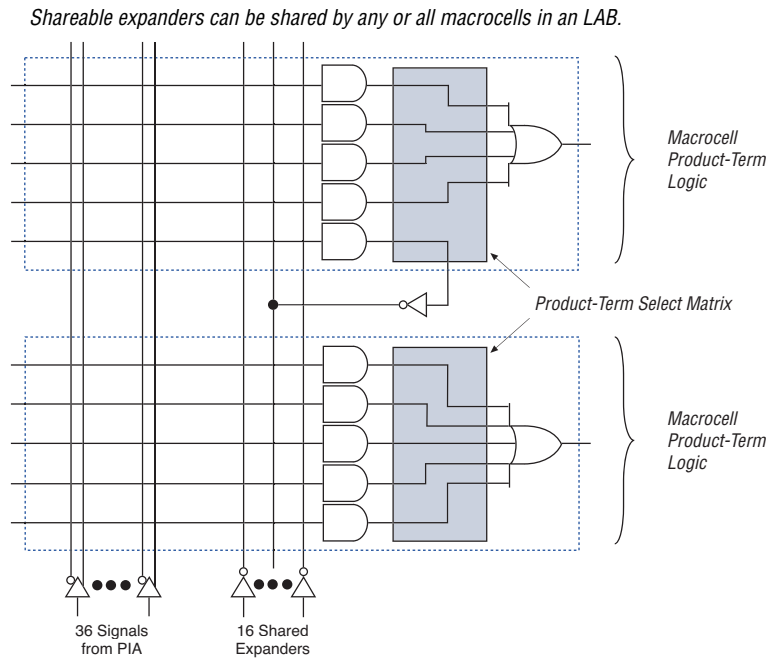 Shareable expanders can be shared by any or all macrocells in an LAB.
Macrocell
Product-Term
Logic
Product-Term Select Matrix
Macrocell
Product-Term
Logic
36 Signals
from PIA
16 Shared
Expanders